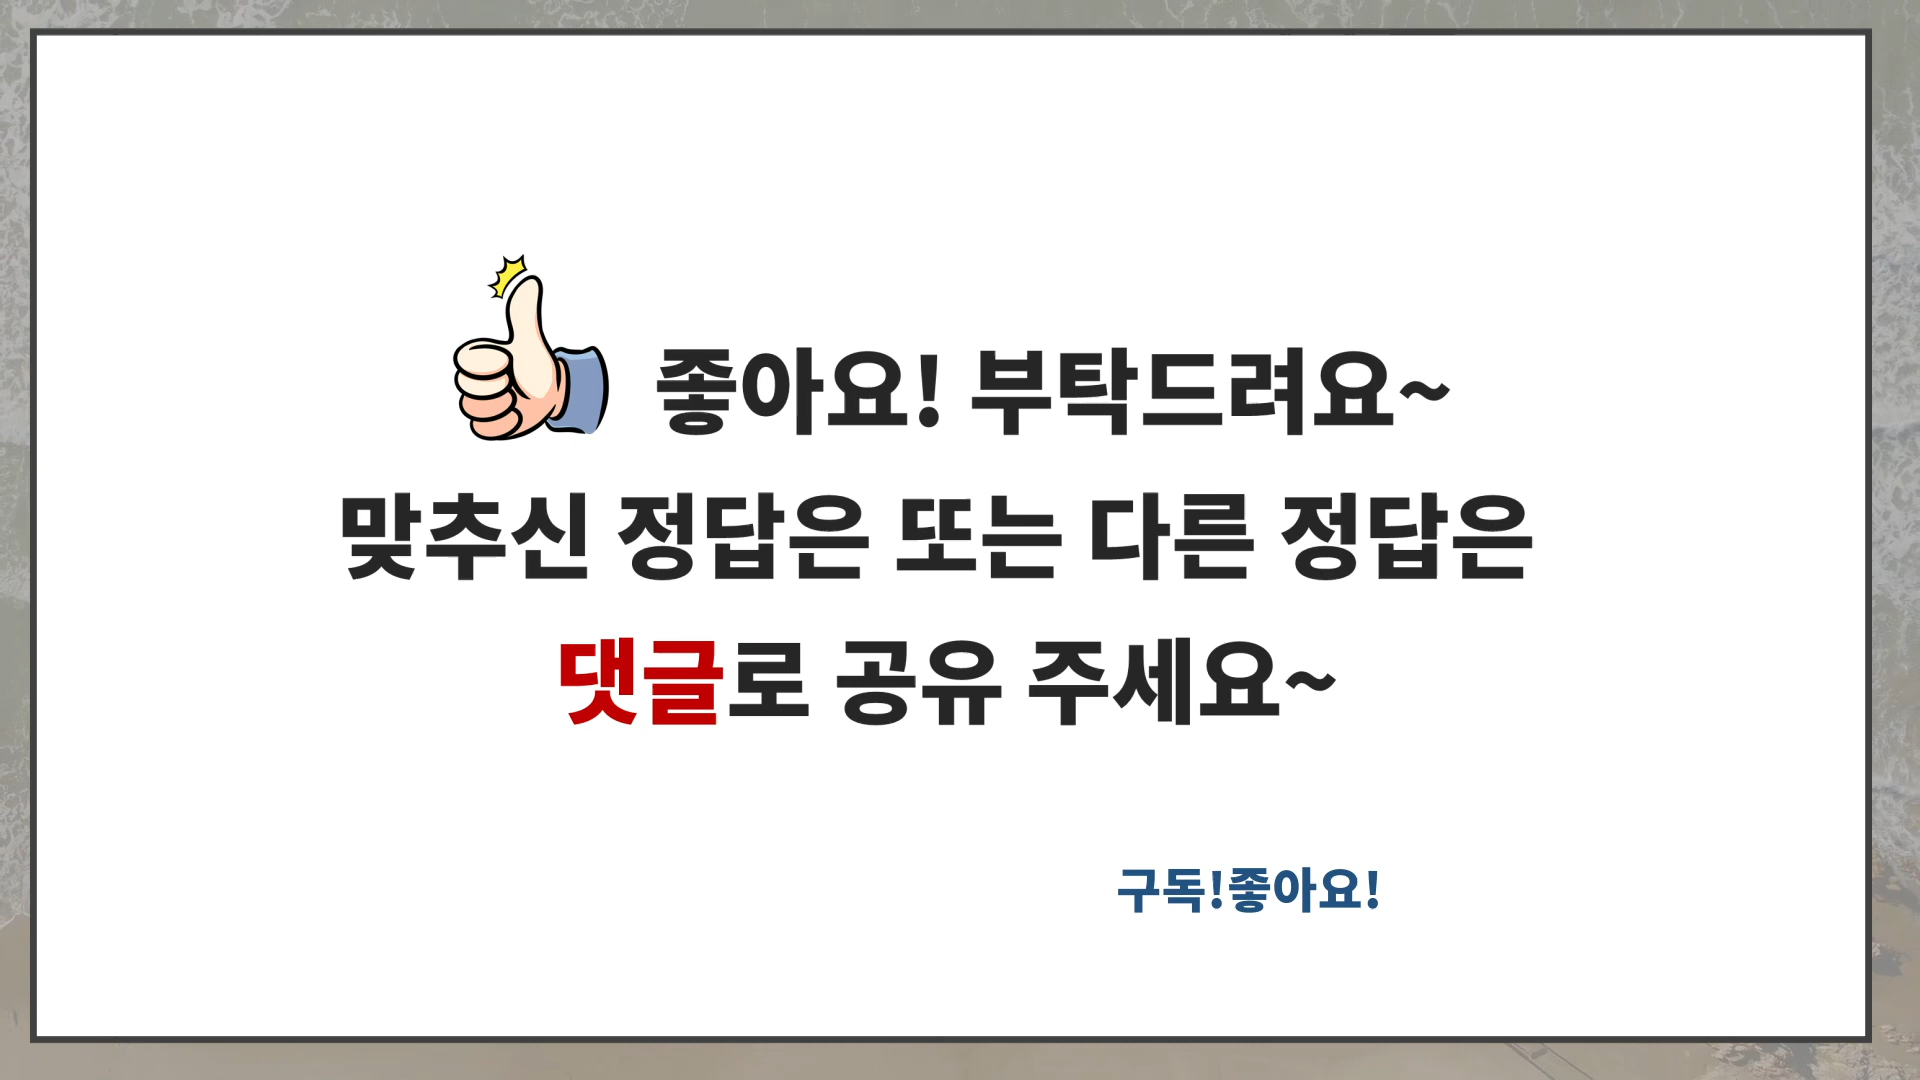 좋아요! 부탁드려요~
맞추신 정답은 또는 다른 정답은
댓글로 공유 주세요~
구독!좋아요!